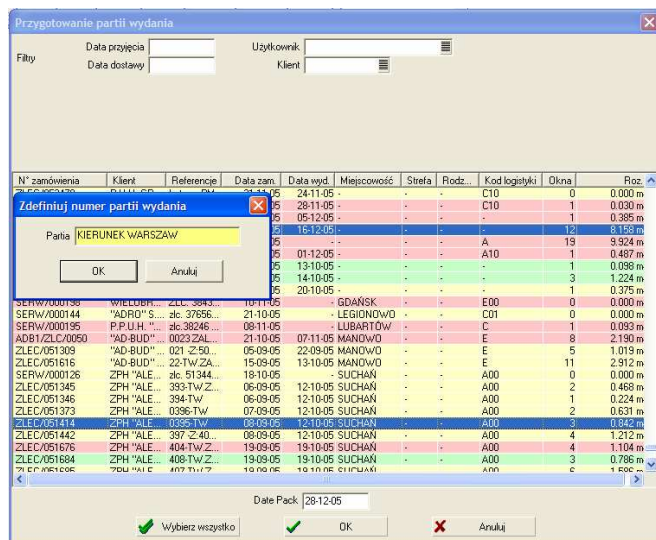 Przygotowanie partii wydania
Filtry
Data przyjęcia
Użytkownik
Data dostawy
Klient
N° zamówienia Klient Referencje Data zam. Data wyd. Miejscowość Strefa Rodz... Kod logistyki Okna Roz.
24-11-05 - - - C10 0 0.000 m
28-11-05 - - - C10 1 0.030 m
05-12-05 - - - - 1 0.385 m
16-12-05 - - - - 12 8.158 m
- - - - A 19 9.924 m
01-12-05 - - - A10 1 0.487 m
13-10-05 - - - - 1 0.098 m
14-10-05 - - - - 3 1.224 m
20-10-05 - - - - 1 0.375 m
Zdefiniuj numer partii wydania
Partia KIERUNEK WARSZAW
OK Anuluj
SERW/000198 WIELOBR... ZLC. 3843... 10-11-05 - GDAŃSK - - E00 0 0.000 m
SERW/000144 "ADRO" S.... zlc. 37656... 21-10-05 - LEGIONOWO - - C01 0 0.000 m
SERW/000195 P.P.U.H. "... zlc.38246 ... 08-11-05 - LUBARTÓW - - C 1 0.093 m
ADB1/ZLC/0050 "AD-BUD"... 0023 ZAL... 21-10-05 07-11-05 MANOWO - - E 8 2.190 m
ZLEC/051309 "AD-BUD"... 021 -Z:50... 05-09-05 22-09-05 MANOWO - - E 5 1.019 m
ZLEC/051616 "AD-BUD"... 22-TW.ZA... 15-09-05 13-10-05 MANOWO - - E 11 2.912 m
SERW/000126 ZPH "ALE... zlc. 51344... 18-10-05 - SUCHAŃ - - A00 0 0.000 m
ZLEC/051345 ZPH "ALE... 393-TW.Z... 06-09-05 12-10-05 SUCHAŃ - - A00 2 0.468 m
ZLEC/051346 ZPH "ALE... 394-TW 06-09-05 12-10-05 SUCHAŃ - - A00 1 0.224 m
ZLEC/051373 ZPH "ALE... 0396-TW 07-09-05 12-10-05 SUCHAŃ - - A00 2 0.631 m
ZLEC/051414 ZPH "ALE... 0395-TW 08-09-05 12-10-05 SUCHAŃ - - A00 3 0.842 m
ZLEC/051442 ZPH "ALE... 397 -Z:40... 08-09-05 12-10-05 SUCHAŃ - - A00 4 1.212 m
ZLEC/051676 ZPH "ALE... 404-TW.Z... 19-09-05 19-10-05 SUCHAŃ - - A00 4 1.104 m
ZLEC/051684 ZPH "ALE... 408-TW.Z... 19-09-05 19-10-05 SUCHAŃ - - A00 3 0.786 m
Date Pack 28-12-05
Wybierz wszystko OK Anuluj